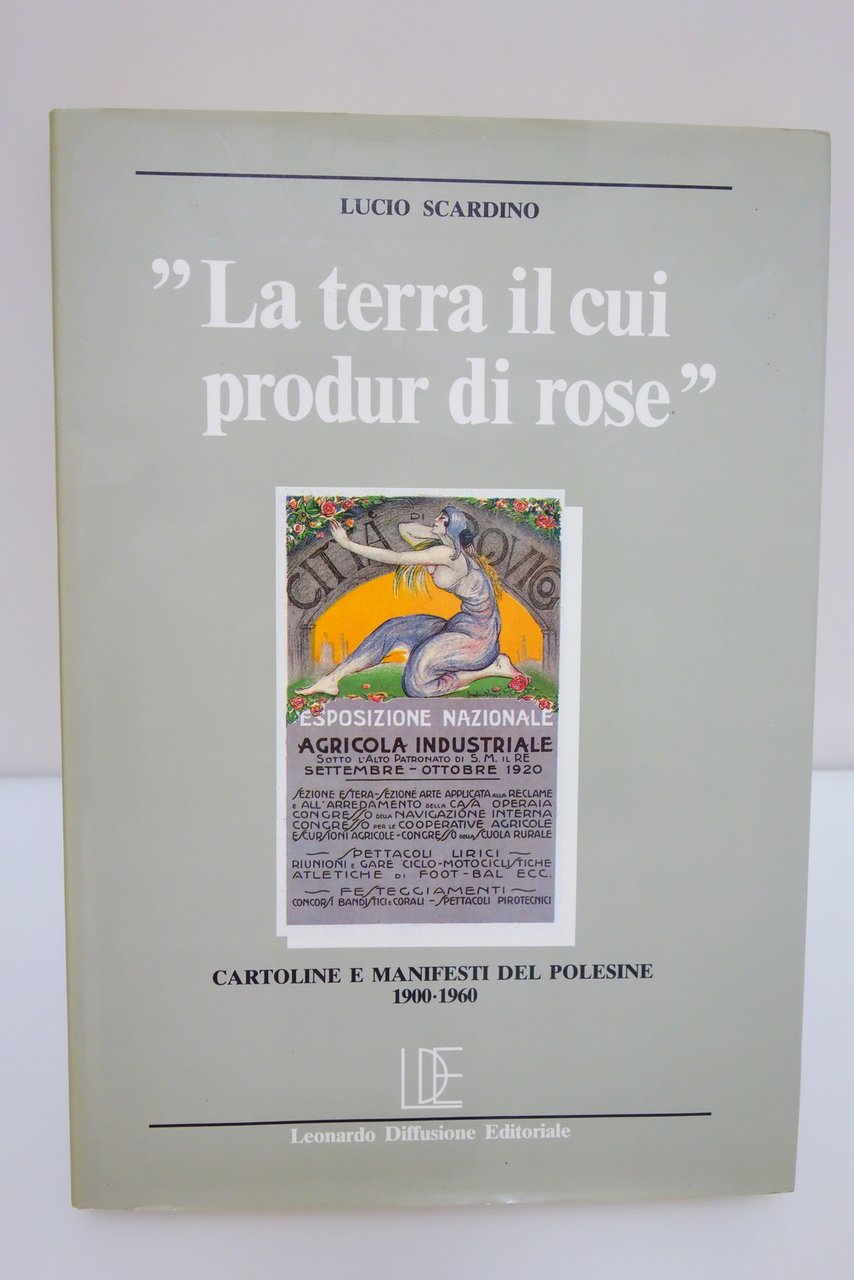 LUCIO SCARDINO
”La terra il cui
produr di rose”
CITTÀ DI ROVIGO
ESPOSIZIONE NAZIONALE
AGRICOLA INDUSTRIALE
SOTTO L'ALTO PATRONATO DI S. M. IL RE
SETTEMBRE - OTTOBRE 1920
SEZIONE ESTERA-SEZIONE ARTE APPLICATA ALLA RECLAME
E ALL'ARREDAMENTO DELLA CASA OPERAIA
CONGRESSO DELLA NAVIGAZIONE INTERNA
CONGRESSO PER LE COOPERATIVE AGRICOLE
ESCURSIONI AGRICOLE-CONGRESSO DELLA SCUOLA RURALE
SPETTACOLI LIRICI
RIUNIONI E GARE CICLO-MOTOCICLISTICHE
ATLETICHE DI FOOT-BAL ECC.
FESTEGGIAMENTI
CONCORSI BANDISTICI E CORALI - SPETTACOLI PIROTECNICI
CARTOLINE E MANIFESTI DEL POLESINE
1900·1960
LDE
Leonardo Diffusione Editoriale